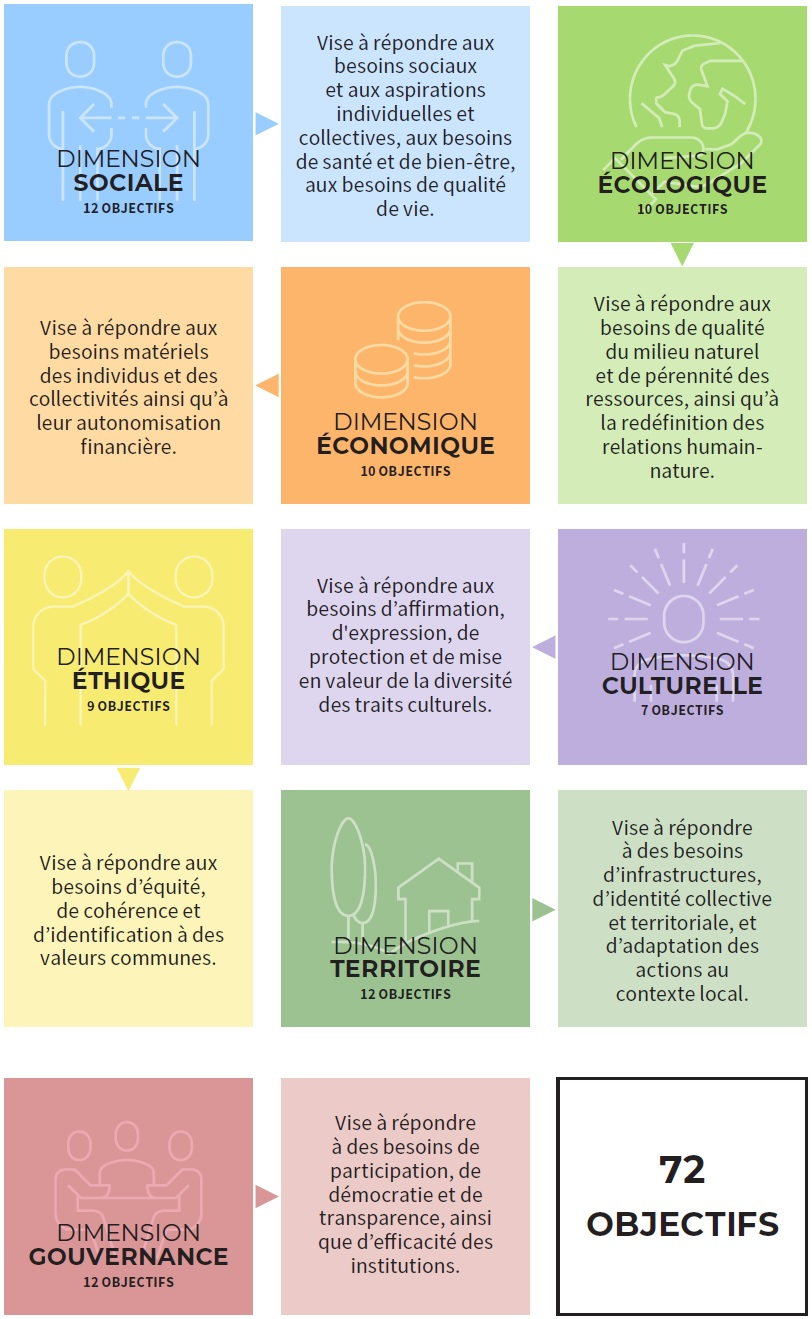 DIMENSION
SOCIALE
12 OBJECTIFS
Vise à répondre aux
besoins sociaux
et aux aspirations
individuelles et
collectives, aux besoins
de santé et de bien-être,
aux besoins de qualité
de vie.
DIMENSION
ÉCOLOGIQUE
10 OBJECTIFS
Vise à répondre aux
besoins de qualité
du milieu naturel
et de pérennité des
ressources, ainsi qu’à
la redéfinition des
relations humain-
nature.
DIMENSION
ÉCONOMIQUE
10 OBJECTIFS
Vise à répondre aux
besoins matériels
des individus et des
collectivités ainsi qu’à
leur autonomisation
financière.
DIMENSION
CULTURELLE
7 OBJECTIFS
Vise à répondre aux
besoins d’affirmation,
d'expression, de
protection et de mise
en valeur de la diversité
des traits culturels.
DIMENSION
ÉTHIQUE
9 OBJECTIFS
Vise à répondre aux
besoins d’équité,
de cohérence et
d’identification à des
valeurs communes.
DIMENSION
TERRITOIRE
12 OBJECTIFS
Vise à répondre
à des besoins
d’infrastructures,
d’identité collective
et territoriale, et
d’adaptation des
actions au
contexte local.
DIMENSION
GOUVERNANCE
12 OBJECTIFS
Vise à répondre
à des besoins de
participation, de
démocratie et de
transparence, ainsi
que d’efficacité des
institutions.
72
OBJECTIFS